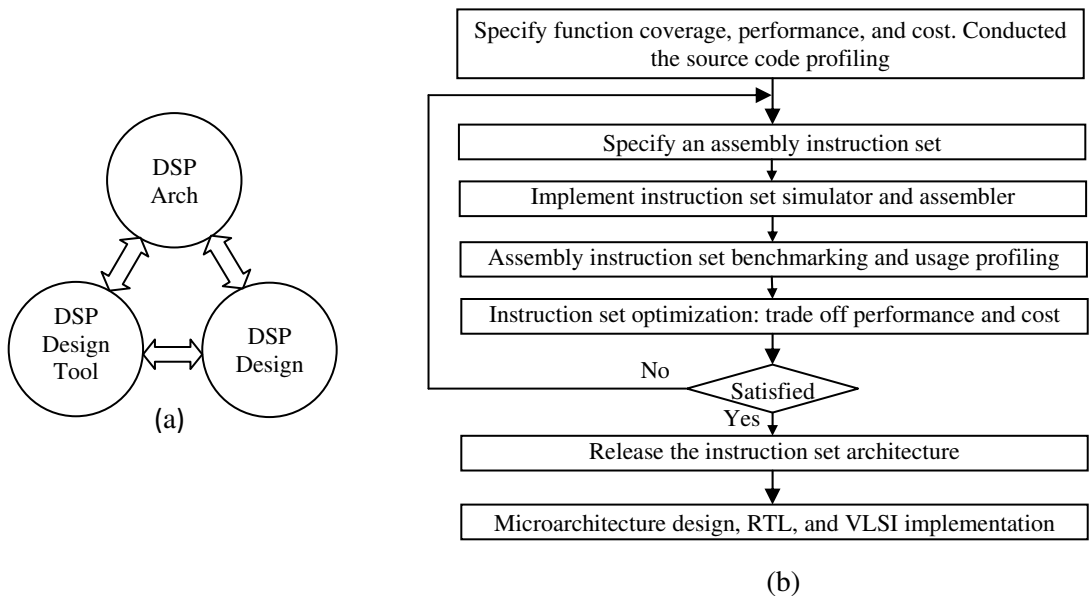 DSP
Arch
DSP
Design
Tool
DSP
Design
(a)
Specify function coverage, performance, and cost. Conducted
the source code profiling
Specify an assembly instruction set
Implement instruction set simulator and assembler
Assembly instruction set benchmarking and usage profiling
Instruction set optimization: trade off performance and cost
No
Satisfied
Yes
Release the instruction set architecture
Microarchitecture design, RTL, and VLSI implementation
(b)